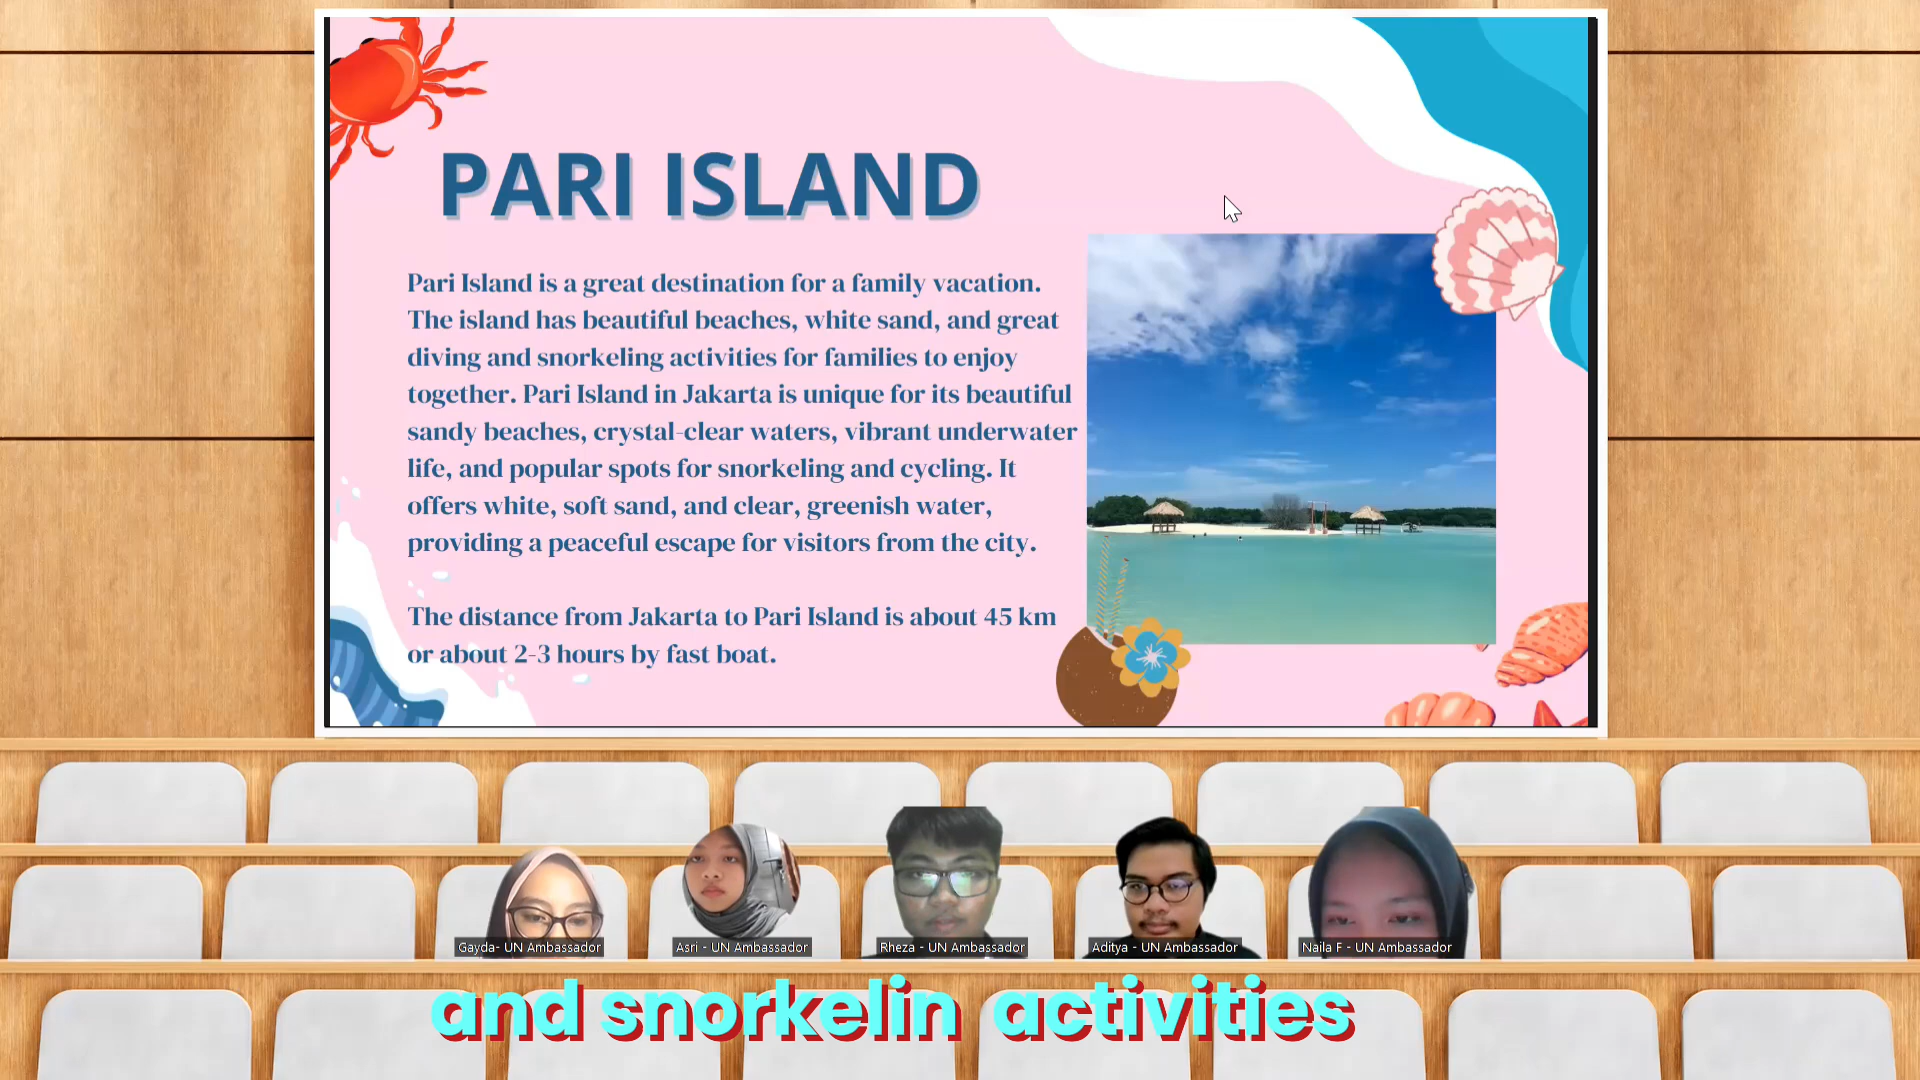 PARI ISLAND
Pari Island is a great destination for a family vacation.
The island has beautiful beaches, white sand, and great
diving and snorkeling activities for families to enjoy
together. Pari Island in Jakarta is unique for its beautiful
sandy beaches, crystal-clear waters, vibrant underwater
life, and popular spots for snorkeling and cycling. It
offers white, soft sand, and clear, greenish water,
providing a peaceful escape for visitors from the city.
The distance from Jakarta to Pari Island is about 45 km
or about 2-3 hours by fast boat.
Gayda- UN Ambassador
Asri - UN Ambassador
Rheza - UN Ambassador
Aditya - UN Ambassador
Naila F - UN Ambassador
and snorkelin activities